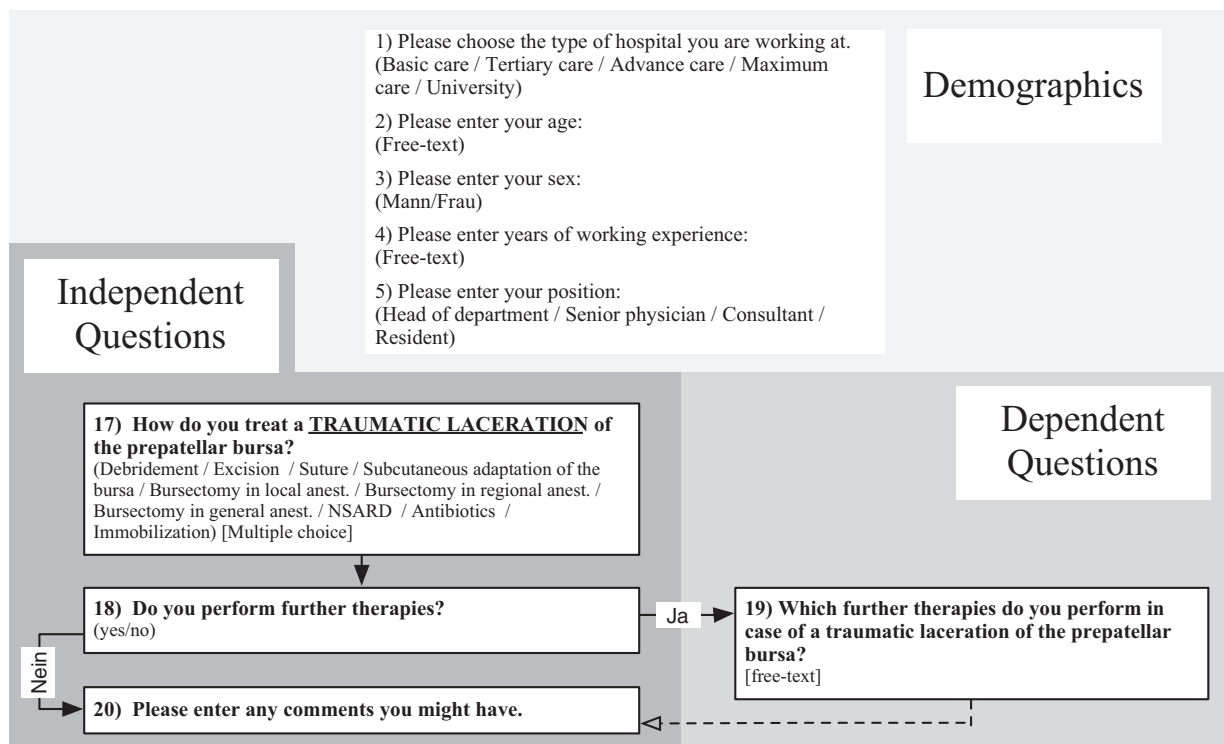 1) Please choose the type of hospital you are working at.
(Basic care / Tertiary care / Advance care / Maximum
care / University)
2) Please enter your age:
(Free-text)
3) Please enter your sex:
(Mann/Frau)
4) Please enter years of working experience:
(Free-text)
5) Please enter your position:
(Head of department / Senior physician / Consultant /
Resident)
Demographics
Independent
Questions
17) How do you treat a TRAUMATIC LACERATION of
the prepatellar bursa?
(Debridement / Excision / Suture / Subcutaneous adaptation of the
bursa / Bursectomy in local anest. / Bursectomy in regional anest. /
Bursectomy in general anest. / NSARD / Antibiotics /
Immobilization) [Multiple choice]
Dependent
Questions
18) Do you perform further therapies?
(yes/no)
Ja
19) Which further therapies do you perform in
case of a traumatic laceration of the prepatellar
bursa?
[free-text]
Nein
20) Please enter any comments you might have.